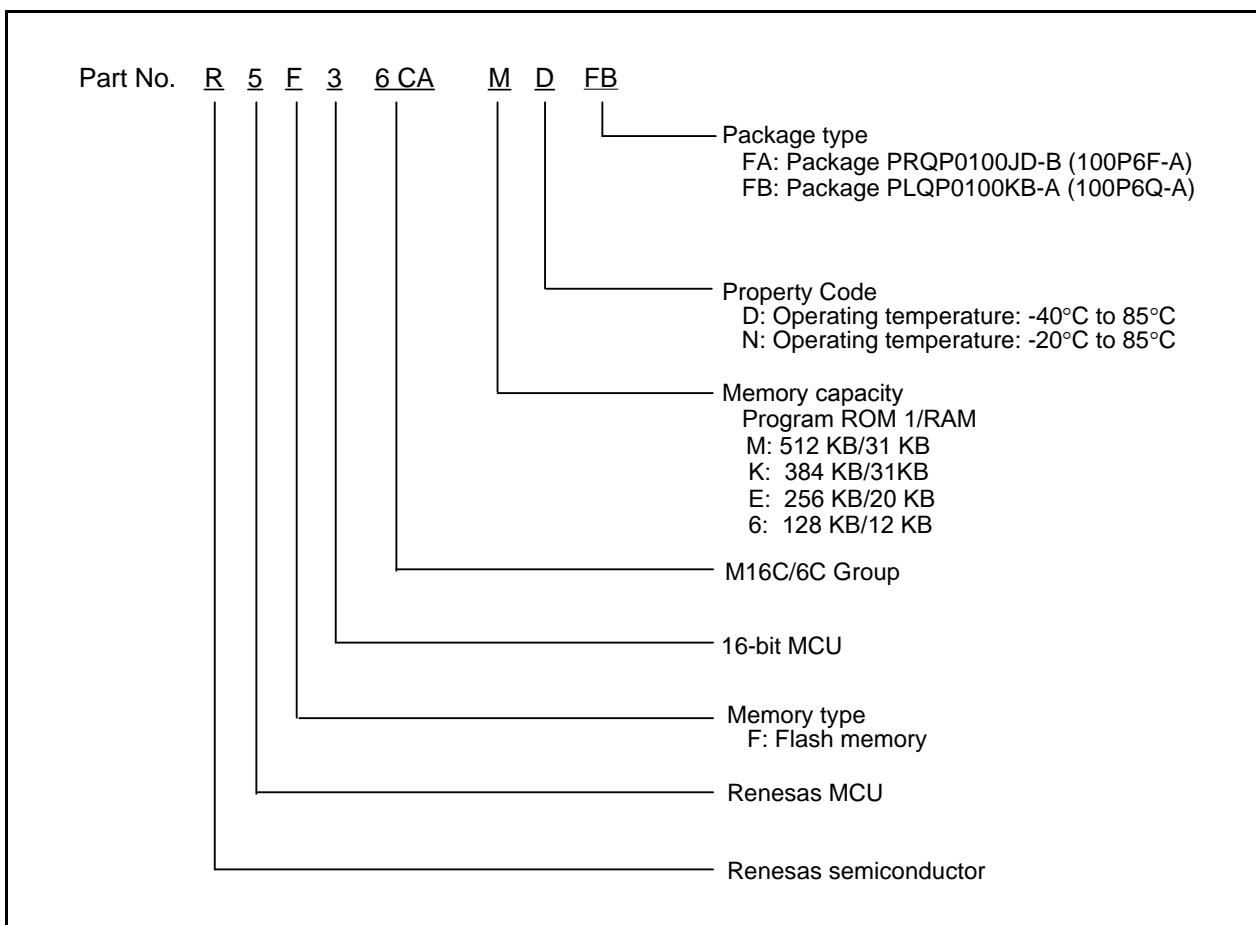 Part No. R 5 F 3 6 CA M D FB
Package type
FA: Package PRQP0100JD-B (100P6F-A)
FB: Package PLQP0100KB-A (100P6Q-A)
Property Code
D: Operating temperature: -40°C to 85°C
N: Operating temperature: -20°C to 85°C
Memory capacity
Program ROM 1/RAM
M: 512 KB/31 KB
K: 384 KB/31KB
E: 256 KB/20 KB
6: 128 KB/12 KB
M16C/6C Group
16-bit MCU
Memory type
F: Flash memory
Renesas MCU
Renesas semiconductor